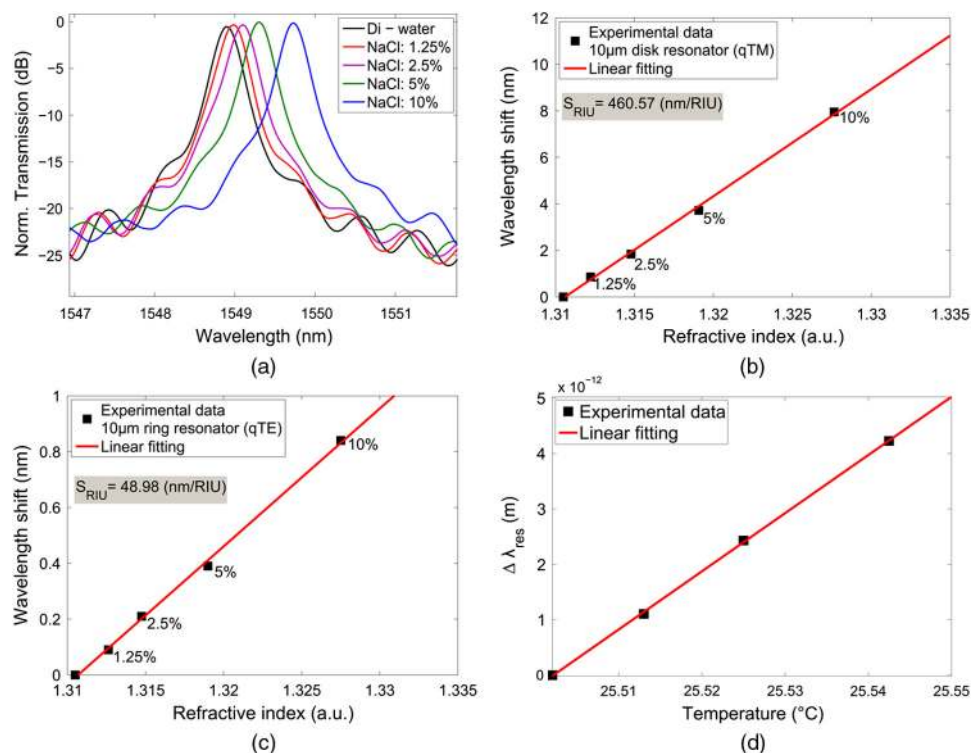 0
−5
−10
−15
−20
−25
Norm. Transmission (dB)
Di − water
NaCl: 1.25%
NaCl: 2.5%
NaCl: 5%
NaCl: 10%
1547 1548 1549 1550 1551
Wavelength (nm)
(a)
12
10
8
6
4
2
0
Wavelength shift (nm)
Experimental data
10μm disk resonator (qTM)
Linear fitting
S_RIU= 460.57 (nm/RIU)
10%
5%
2.5%
1.25%
1.31 1.315 1.32 1.325 1.33 1.335
Refractive index (a.u.)
(b)
1
0.8
0.6
0.4
0.2
0
Wavelength shift (nm)
Experimental data
10μm ring resonator (qTE)
Linear fitting
S_RIU= 48.98 (nm/RIU)
10%
5%
2.5%
1.25%
1.31 1.315 1.32 1.325 1.33 1.335
Refractive index (a.u.)
(c)
x 10⁻¹²
5
4
3
2
1
0
Δ λ_res (m)
Experimental data
Linear fitting
25.51 25.52 25.53 25.54 25.55
Temperature (°C)
(d)